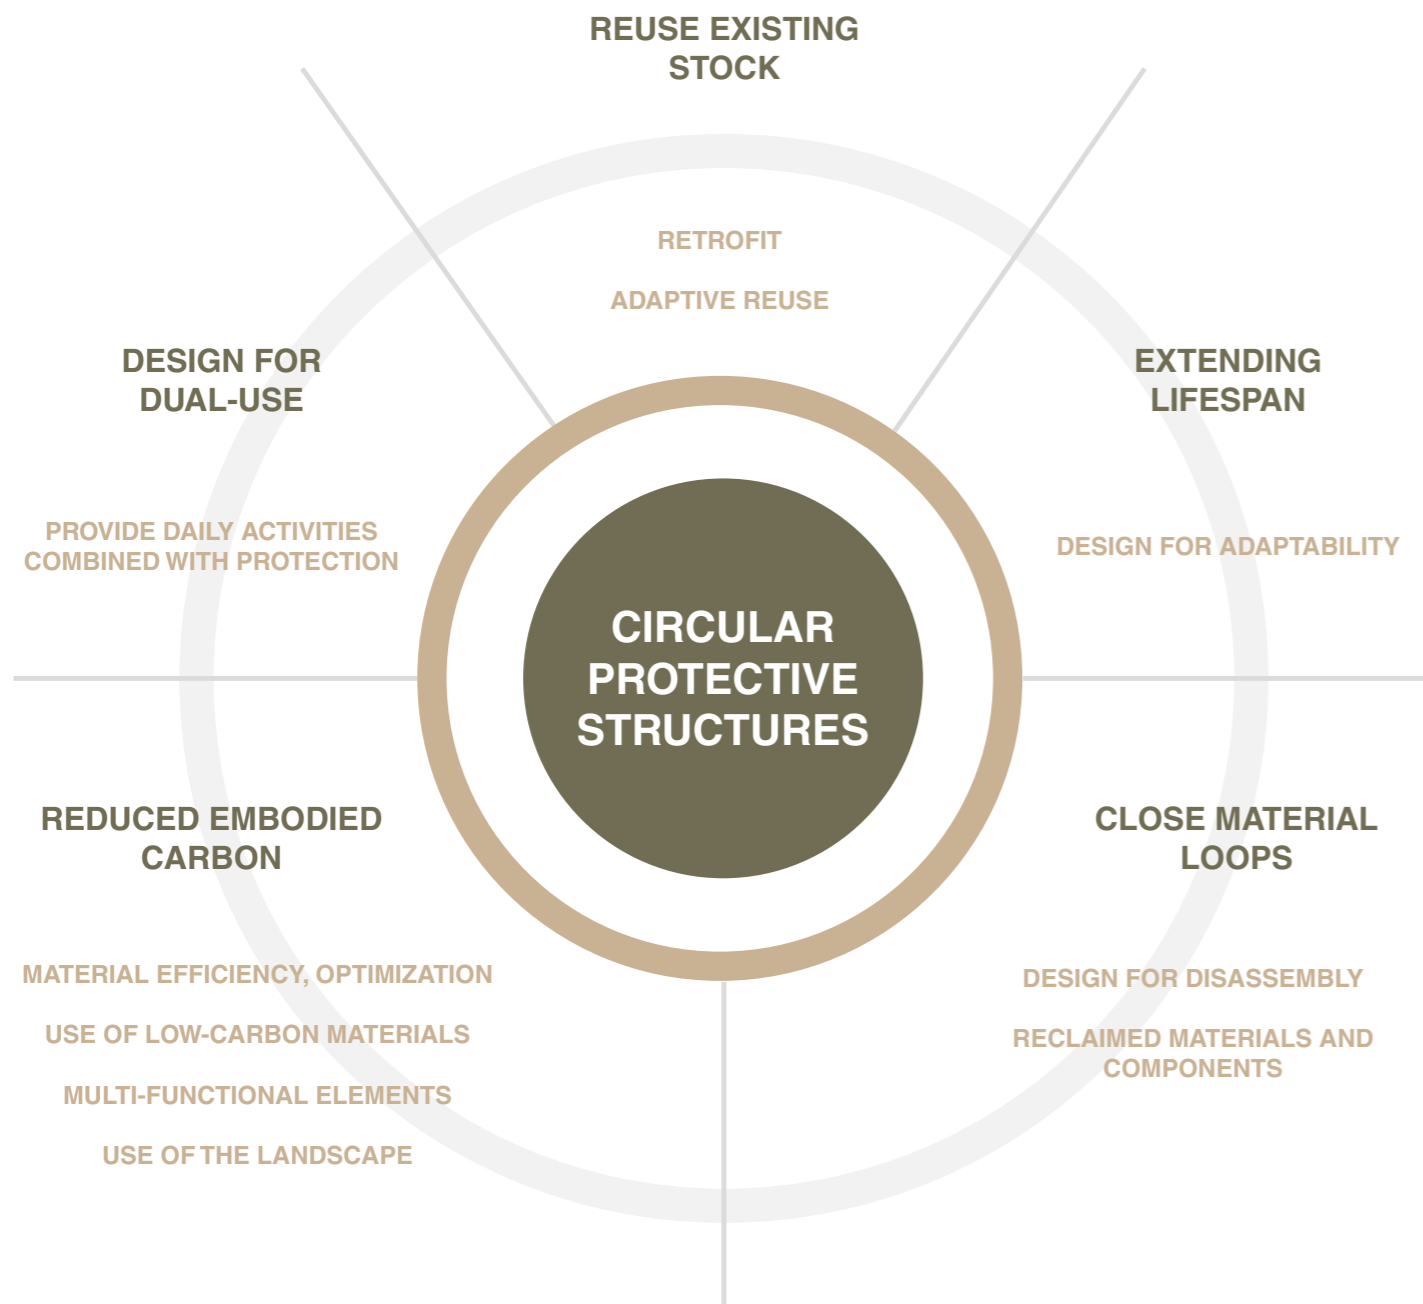 REUSE EXISTING
STOCK
RETROFIT
ADAPTIVE REUSE
DESIGN FOR
DUAL-USE
PROVIDE DAILY ACTIVITIES
COMBINED WITH PROTECTION
EXTENDING
LIFESPAN
DESIGN FOR ADAPTABILITY
CIRCULAR
PROTECTIVE
STRUCTURES
REDUCED EMBODIED
CARBON
MATERIAL EFFICIENCY, OPTIMIZATION
USE OF LOW-CARBON MATERIALS
MULTI-FUNCTIONAL ELEMENTS
USE OF THE LANDSCAPE
CLOSE MATERIAL
LOOPS
DESIGN FOR DISASSEMBLY
RECLAIMED MATERIALS AND
COMPONENTS